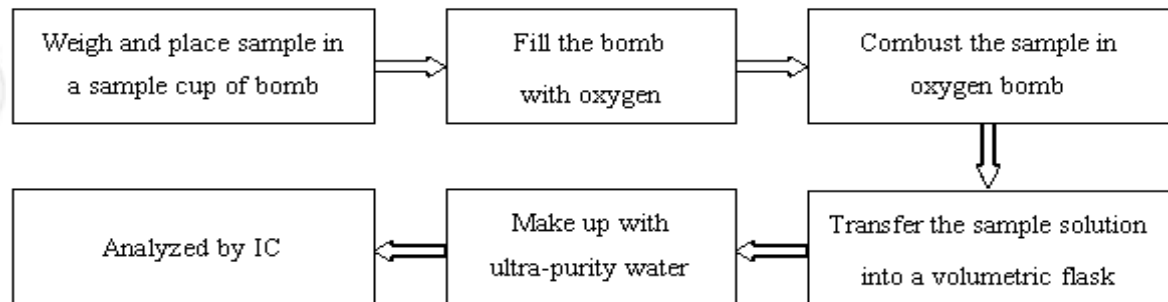 Weigh and place sample in
a sample cup of bomb
Fill the bomb
with oxygen
Combust the sample in
oxygen bomb
Transfer the sample solution
into a volumetric flask
Make up with
ultra-purity water
Analyzed by IC